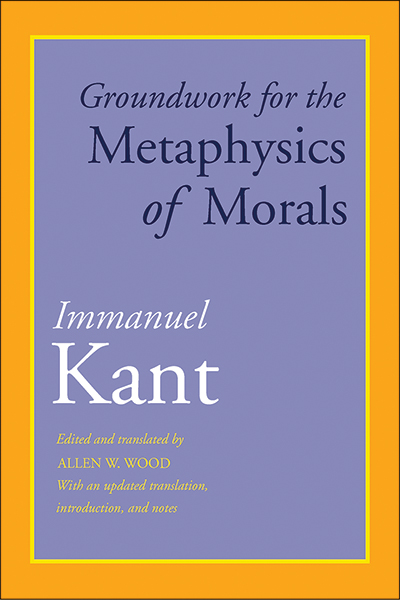 Groundwork for the
Metaphysics
of Morals
Immanuel
Kant
Edited and translated by
ALLEN W. WOOD
With an updated translation,
introduction, and notes